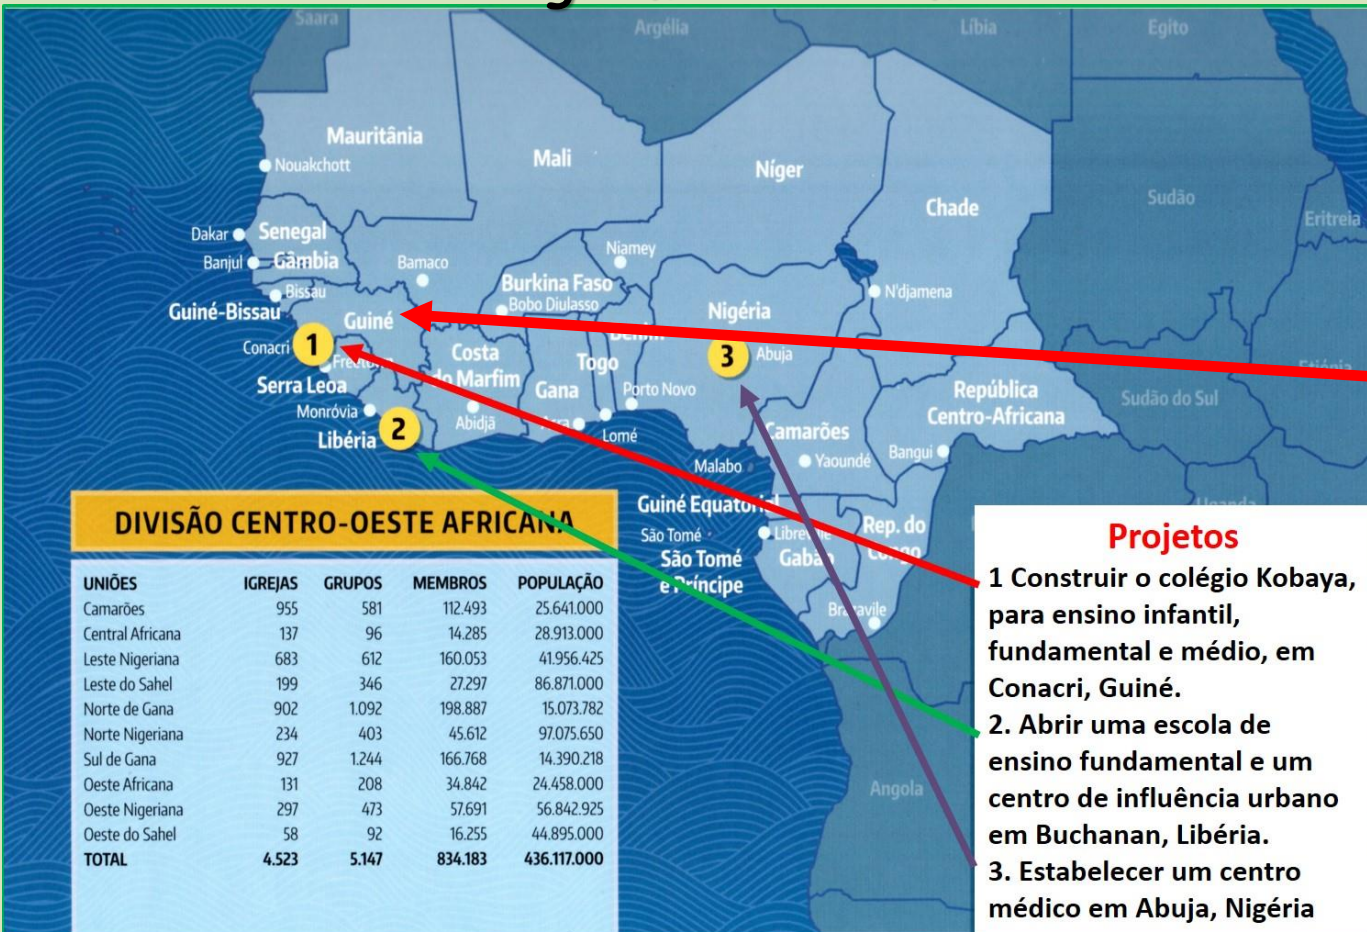 Saara
Argélia
Líbia
Egito
Mauritânia
Nouakchott
Mali
Níger
Chade
Sudão
Eritreia
Dakar
Senegal
Banjul
Gâmbia
Bamaco
Niamey
Burkina Faso
Bobo Diulasso
Bissau
Guiné-Bissau
Guiné
Nigéria
N'djamena
Conacri
1
Freetown
Serra Leoa
Costa
do Marfim
Togo
Benim
3
Abuja
Etiópia
Monróvia
2
Libéria
Abidjã
Gana
Porto Novo
Lomé
República
Centro-Africana
Sudão do Sul
Camarões
Yaoundé
Bangui
Malabo
Guiné Equatorial
São Tomé
São Tomé
e Príncipe
Libreville
Gabão
Rep. do
Congo
Uganda
Brazavile
Angola
DIVISÃO CENTRO-OESTE AFRICANA
UNIÕES IGREJAS GRUPOS MEMBROS POPULAÇÃO
Camarões 955 581 112.493 25.641.000
Central Africana 137 96 14.285 28.913.000
Leste Nigeriana 683 612 160.053 41.956.425
Leste do Sahel 199 346 27.297 86.871.000
Norte de Gana 902 1.092 198.887 15.073.782
Norte Nigeriana 234 403 45.612 97.075.650
Sul de Gana 927 1.244 166.768 14.390.218
Oeste Africana 131 208 34.842 24.458.000
Oeste Nigeriana 297 473 57.691 56.842.925
Oeste do Sahel 58 92 16.255 44.895.000
TOTAL 4.523 5.147 834.183 436.117.000
Projetos
1 Construir o colégio Kobaya,
para ensino infantil,
fundamental e médio, em
Conacri, Guiné.
2. Abrir uma escola de
ensino fundamental e um
centro de influência urbano
em Buchanan, Libéria.
3. Estabelecer um centro
médico em Abuja, Nigéria